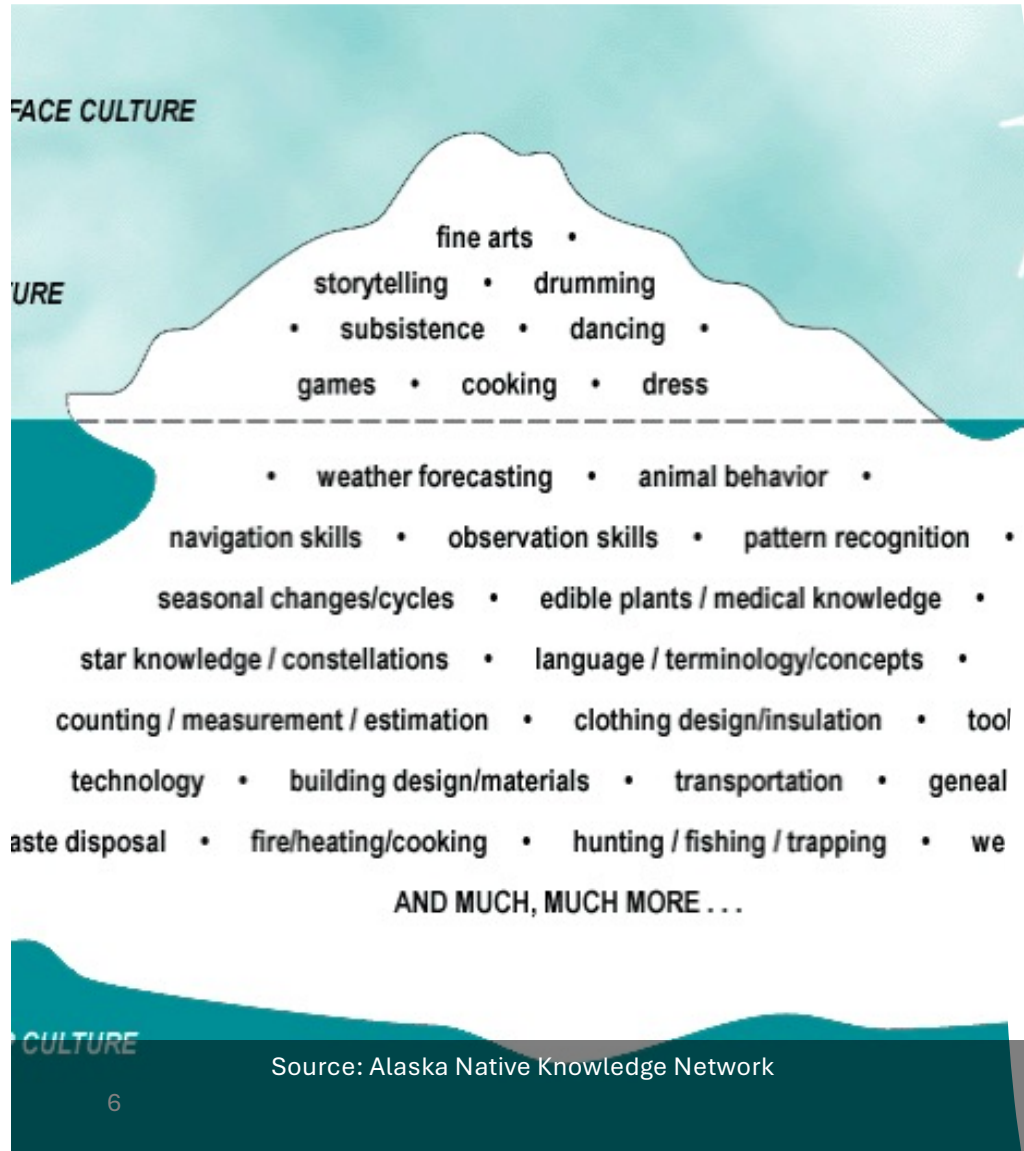 FACE CULTURE
fine arts •
storytelling • drumming
URE
• subsistence • dancing •
games • cooking • dress
• weather forecasting • animal behavior •
navigation skills • observation skills • pattern recognition •
seasonal changes/cycles • edible plants / medical knowledge •
star knowledge / constellations • language / terminology/concepts •
counting / measurement / estimation • clothing design/insulation • tool
technology • building design/materials • transportation • geneal
aste disposal • fire/heating/cooking • hunting / fishing / trapping • we
AND MUCH, MUCH MORE . . .
CULTURE
Source: Alaska Native Knowledge Network
6